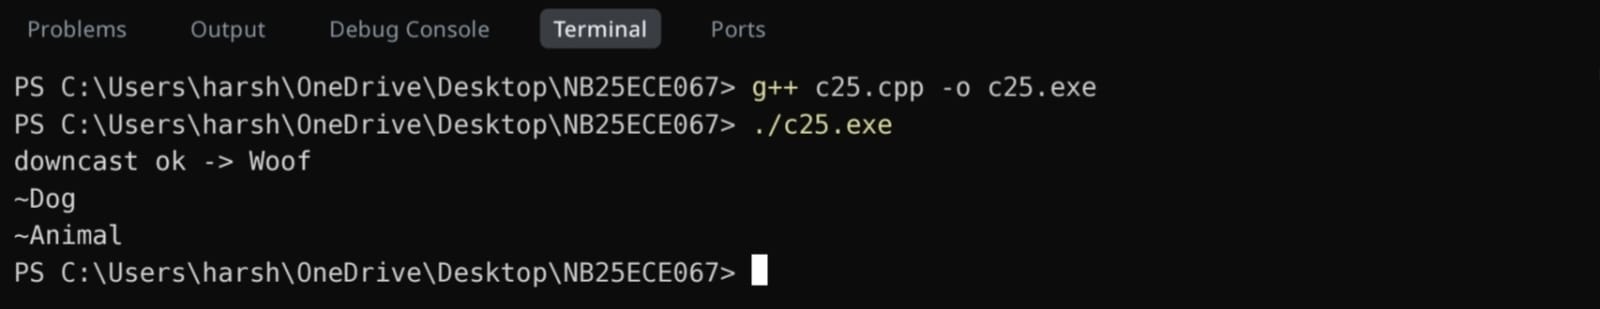 Problems Output Debug Console Terminal Ports
PS C:\Users\harsh\OneDrive\Desktop\NB25ECE067> g++ c25.cpp -o c25.exe
PS C:\Users\harsh\OneDrive\Desktop\NB25ECE067> ./c25.exe
downcast ok -> Woof
~Dog
~Animal
PS C:\Users\harsh\OneDrive\Desktop\NB25ECE067>